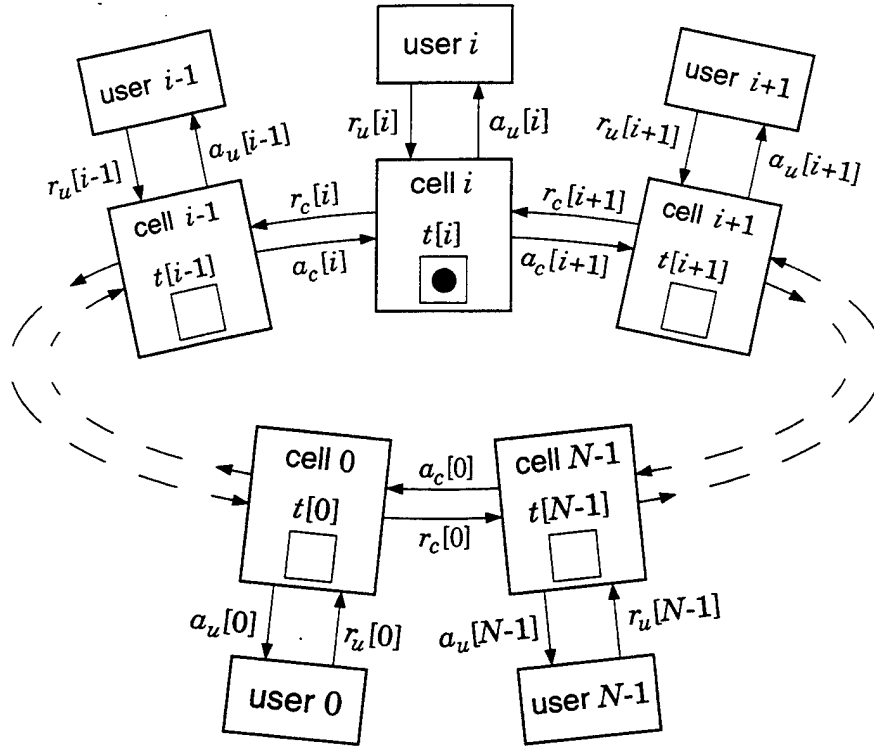 user i
user i-1
user i+1
r_u[i]
a_u[i]
r_u[i+1]
a_u[i-1]
r_u[i-1]
a_u[i+1]
cell i
r_c[i]
r_c[i+1]
cell i-1
cell i+1
t[i]
a_c[i]
a_c[i+1]
t[i-1]
t[i+1]
cell 0
a_c[0]
cell N-1
t[0]
t[N-1]
r_c[0]
a_u[0]
r_u[0]
a_u[N-1]
r_u[N-1]
user 0
user N-1